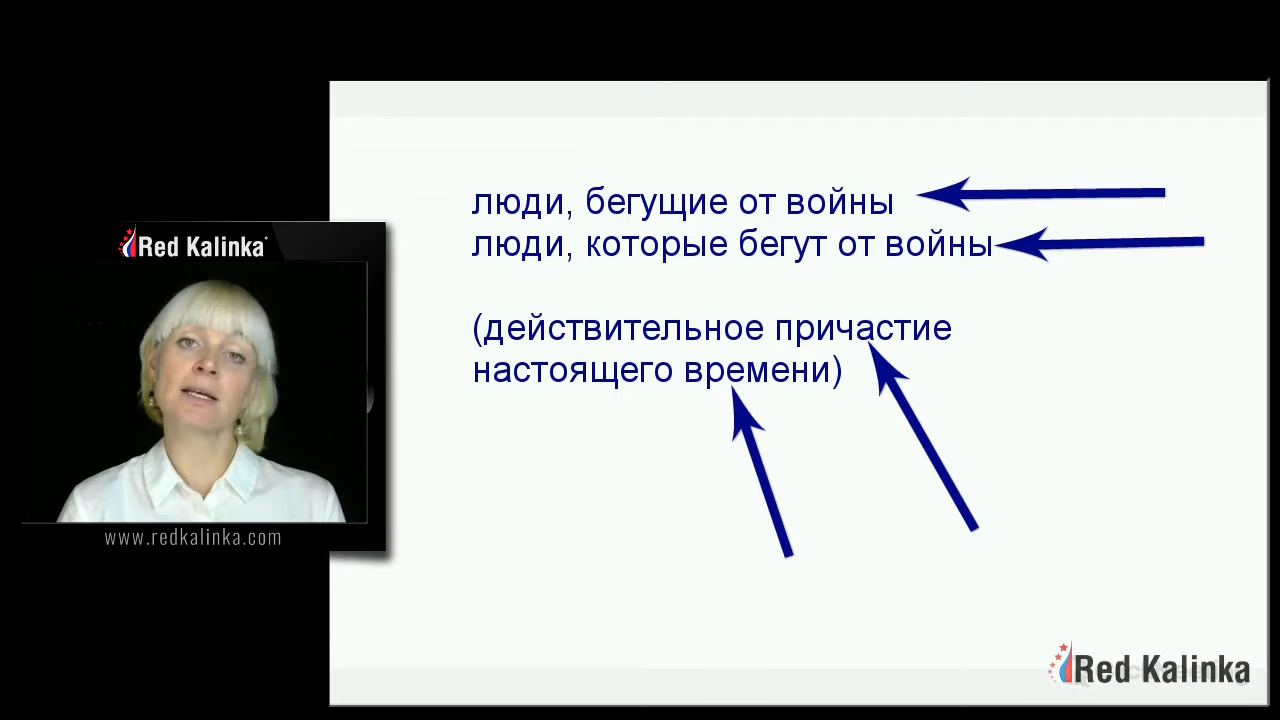 Red Kalinka
www.redkalinka.com
люди, бегущие от войны
люди, которые бегут от войны
(действительное причастие
настоящего времени)
Red Kalinka